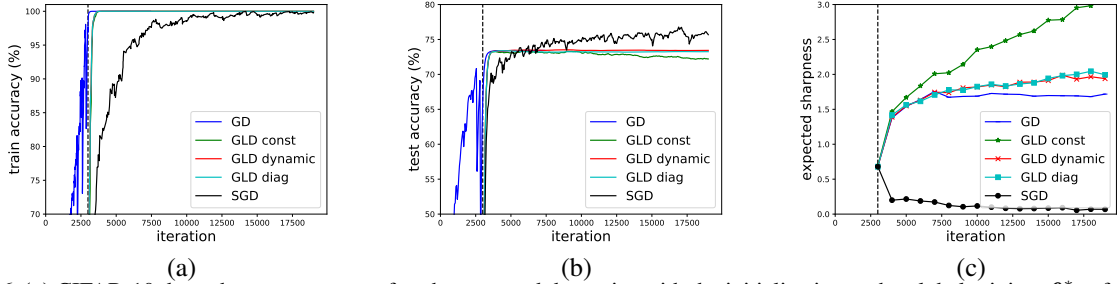 100
95
90
85
80
75
70
train accuracy (%)
GD
GLD const
GLD dynamic
GLD diag
SGD
0 2500 5000 7500 10000 12500 15000 17500
iteration
(a)
80
75
70
65
60
55
50
test accuracy (%)
GD
GLD const
GLD dynamic
GLD diag
SGD
0 2500 5000 7500 10000 12500 15000 17500
iteration
(b)
3.0
2.5
2.0
1.5
1.0
0.5
0.0
expected sharpness
GD
GLD const
GLD dynamic
GLD diag
SGD
0 2500 5000 7500 10000 12500 15000 17500
iteration
(c)